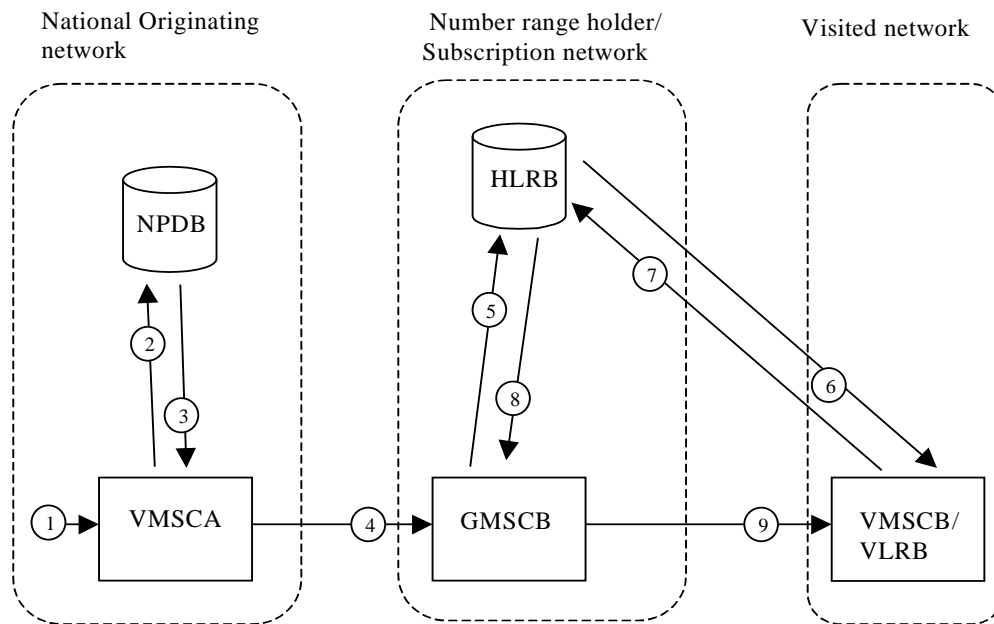 National Originating
network
Number range holder/
Subscription network
Visited network
HLRB
NPDB
7
5
2
6
3
8
1
VMSCA
4
GMSCB
9
VMSCB/
VLRB